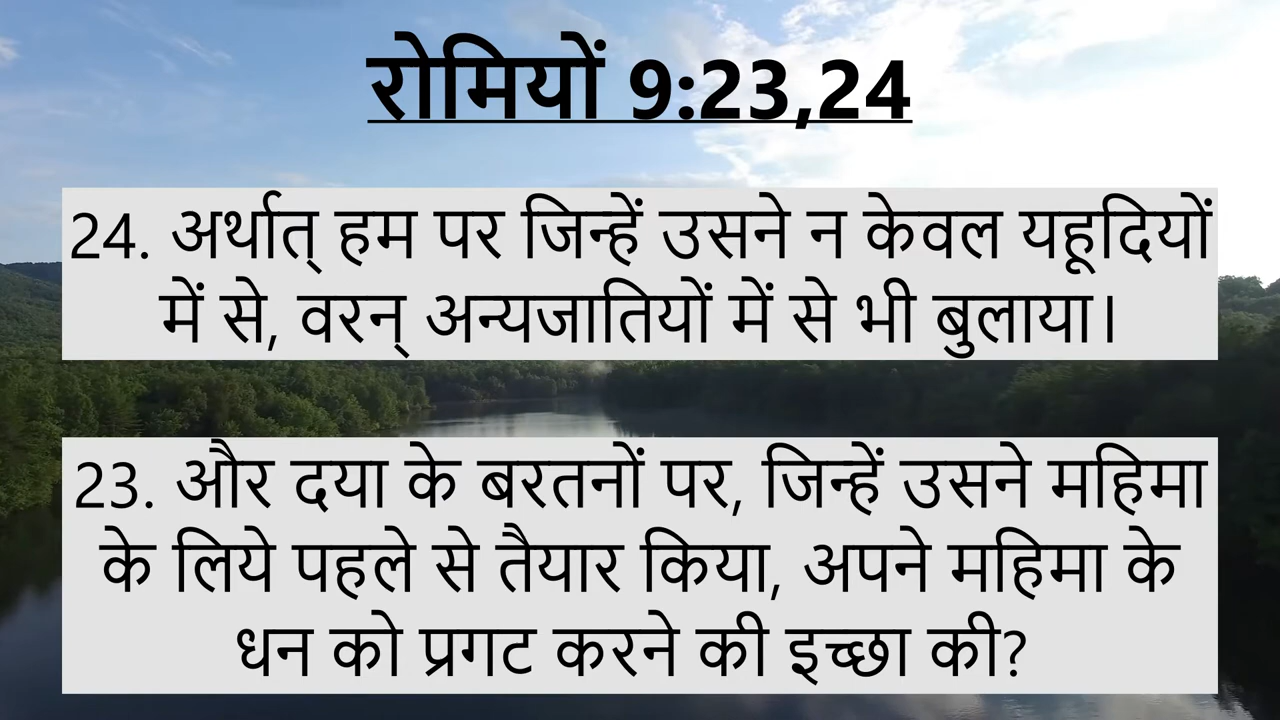 रोमियों 9:23,24
24. अर्थात् हम पर जिन्हें उसने न केवल यहूदियों
में से, वरन् अन्यजातियों में से भी बुलाया।
23. और दया के बरतनों पर, जिन्हें उसने महिमा
के लिये पहले से तैयार किया, अपने महिमा के
धन को प्रगट करने की इच्छा की?